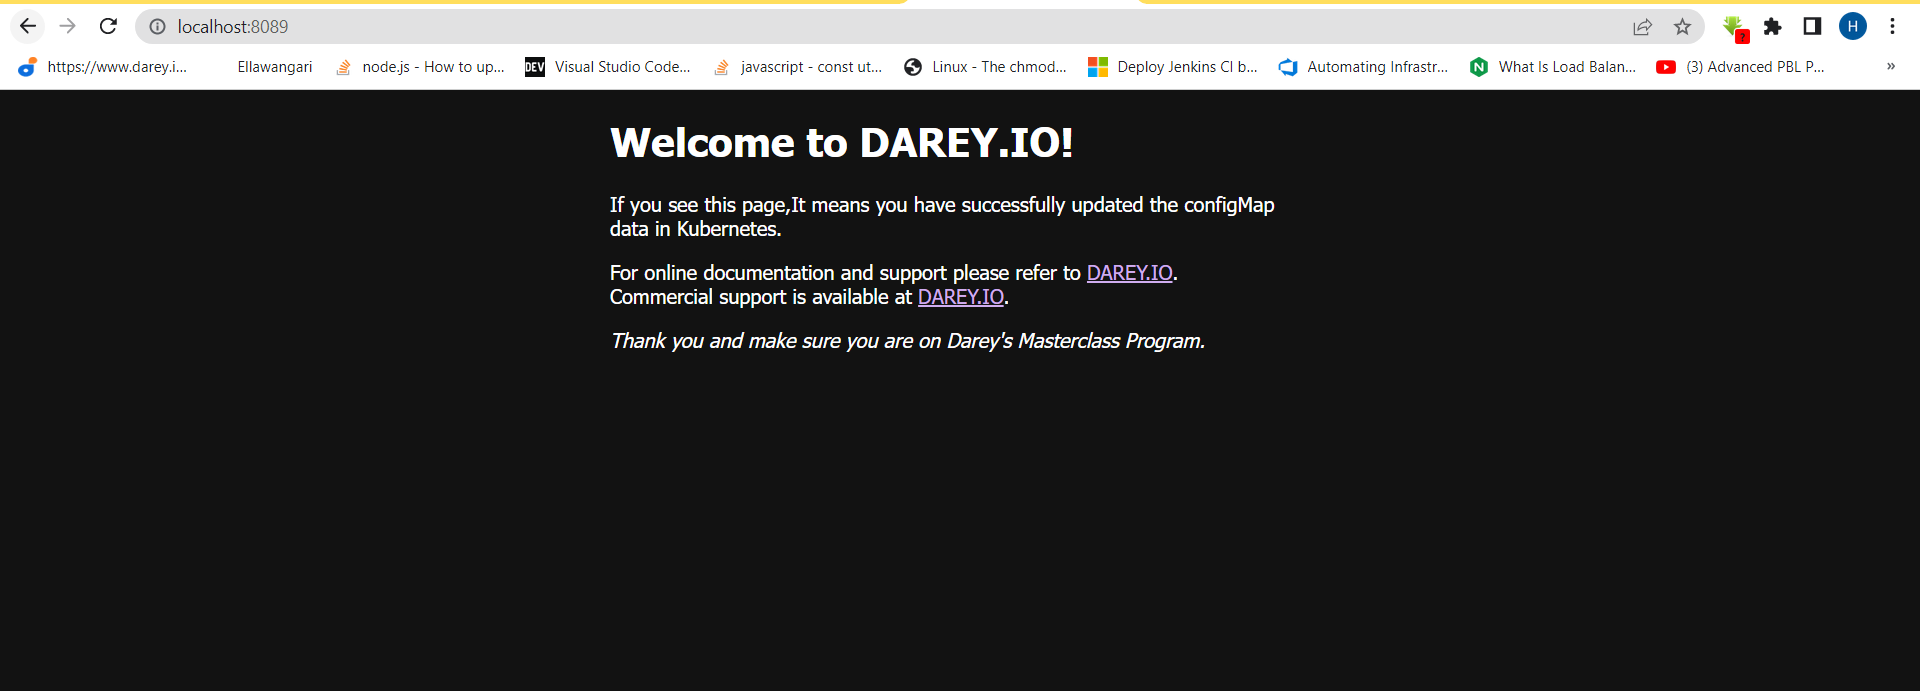 localhost:8089
H
?
https://www.darey.i... Ellawangari node.js - How to up... DEV Visual Studio Code... javascript - const ut... Linux - The chmod... Deploy Jenkins CI b... Automating Infrastr... N What Is Load Balan... (3) Advanced PBL P... »
Welcome to DAREY.IO!
If you see this page,It means you have successfully updated the configMap
data in Kubernetes.
For online documentation and support please refer to DAREY.IO.
Commercial support is available at DAREY.IO.
Thank you and make sure you are on Darey's Masterclass Program.